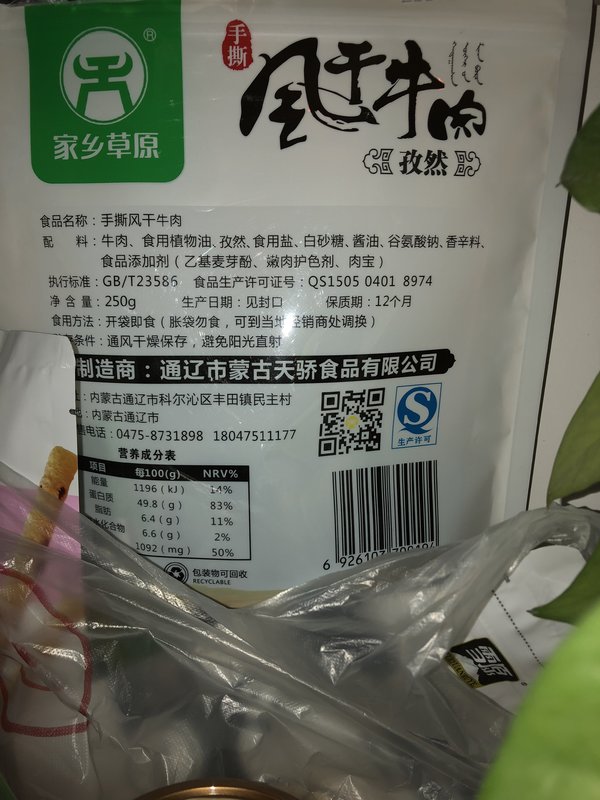 手撕
风干牛肉
孜然
®
家乡草原
食品名称：手撕风干牛肉
配 料：牛肉、食用植物油、孜然、食用盐、白砂糖、酱油、谷氨酸钠、香辛料、
食品添加剂（乙基麦芽酚、嫩肉护色剂、肉宝）
执行标准：GB/T23586 食品生产许可证号：QS1505 0401 8974
净含量：250g 生产日期：见封口 保质期：12个月
食用方法：开袋即食（胀袋勿食，可到当地经销商处调换）
条件：通风干燥保存，避免阳光直射
制造商：通辽市蒙古天骄食品有限公司
：内蒙古通辽市科尔沁区丰田镇民主村
：内蒙古通辽市
电话：0475-8731898 18047511177
S
生产许可
营养成分表
项目 每100(g) NRV%
能量 1196（kJ） 14%
蛋白质 49.8（g） 83%
脂肪 6.4（g） 11%
水化合物 6.6（g） 2%
1092（mg） 50%
包装物可回收
RECYCLABLE
雪原